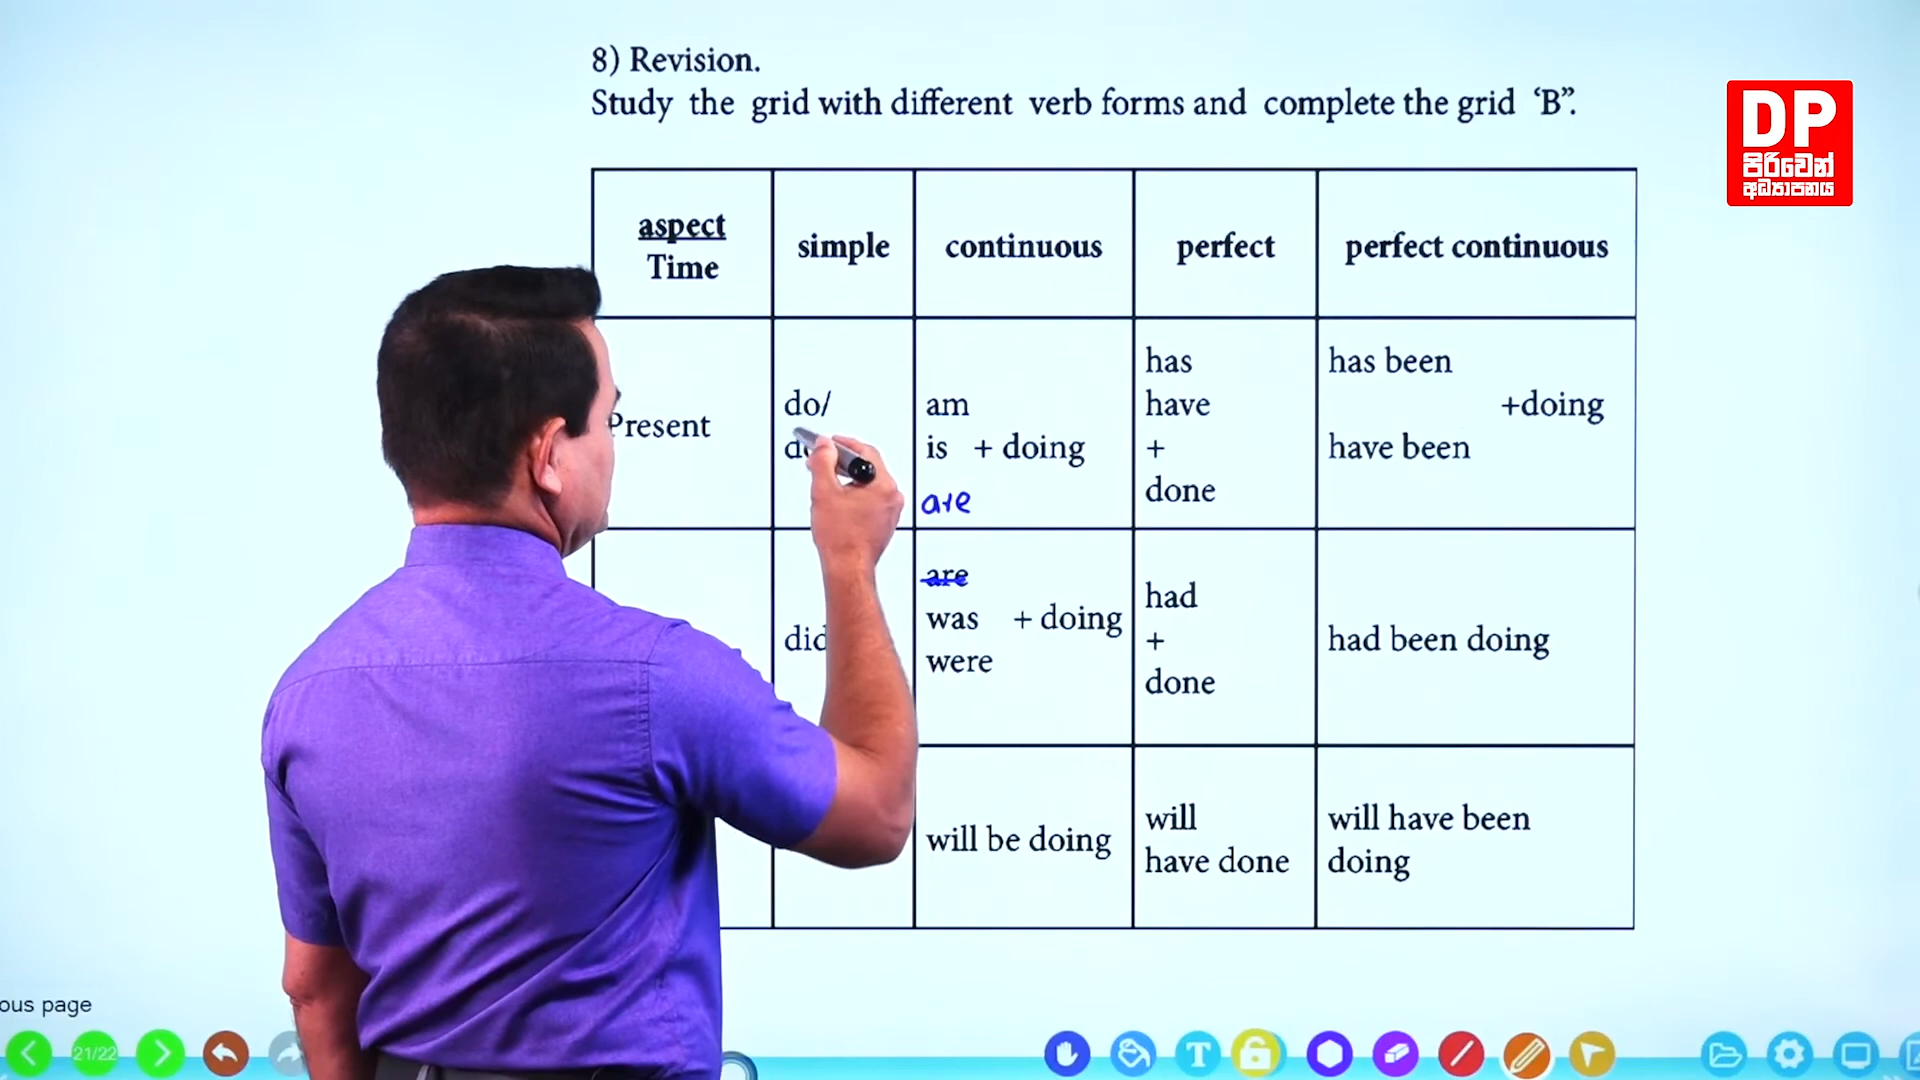 8) Revision.
Study the grid with different verb forms and complete the grid ‘B”.
DP
පිරිවෙන්
අධ්‍යාපනය
aspect
Time
simple
continuous
perfect
perfect continuous
Present
do/
am
is + doing
are
has
have
+
done
has been
+doing
have been
did
are
was + doing
were
had
+
done
had been doing
will be doing
will
have done
will have been
doing
ous page
21/22
T